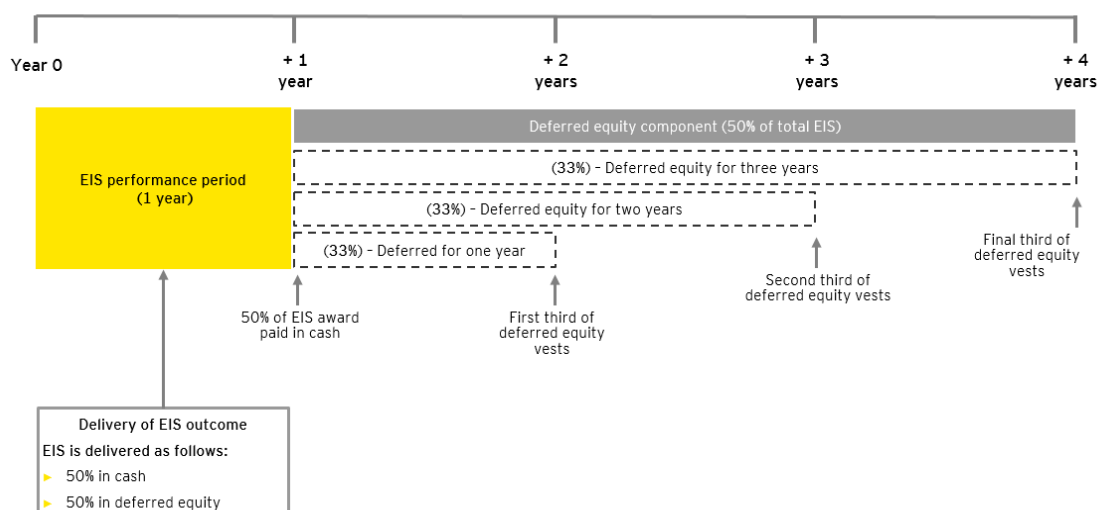 Year 0
+ 1
year
+ 2
years
+ 3
years
+ 4
years
EIS performance period
(1 year)
Deferred equity component (50% of total EIS)
(33%) – Deferred equity for three years
(33%) – Deferred equity for two years
(33%) – Deferred for one year
50% of EIS award
paid in cash
First third of
deferred equity
vests
Second third of
deferred equity vests
Final third of
deferred equity
vests
Delivery of EIS outcome
EIS is delivered as follows:
► 50% in cash
► 50% in deferred equity